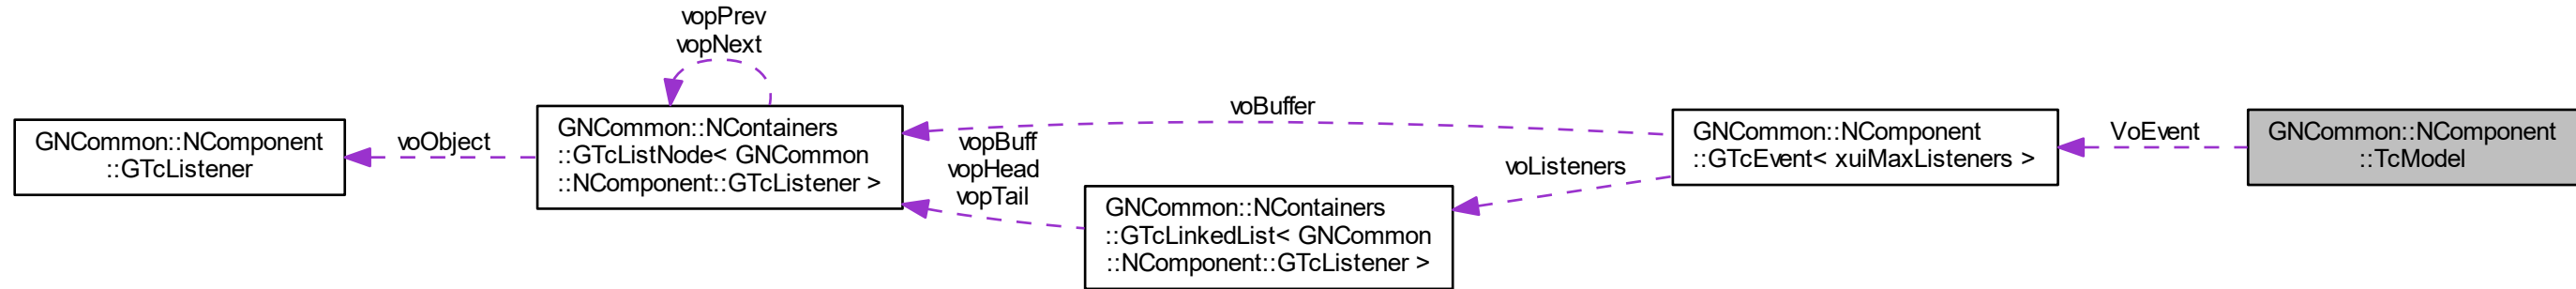 vopPrev
vopNext
GNCommon::NComponent
::GTcListener
voObject
GNCommon::NContainers
::GTcListNode< GNCommon
::NComponent::GTcListener >
vopBuff
vopHead
vopTail
voBuffer
GNCommon::NContainers
::GTcLinkedList< GNCommon
::NComponent::GTcListener >
voListeners
GNCommon::NComponent
::GTcEvent< xuiMaxListeners >
VoEvent
GNCommon::NComponent
::TcModel